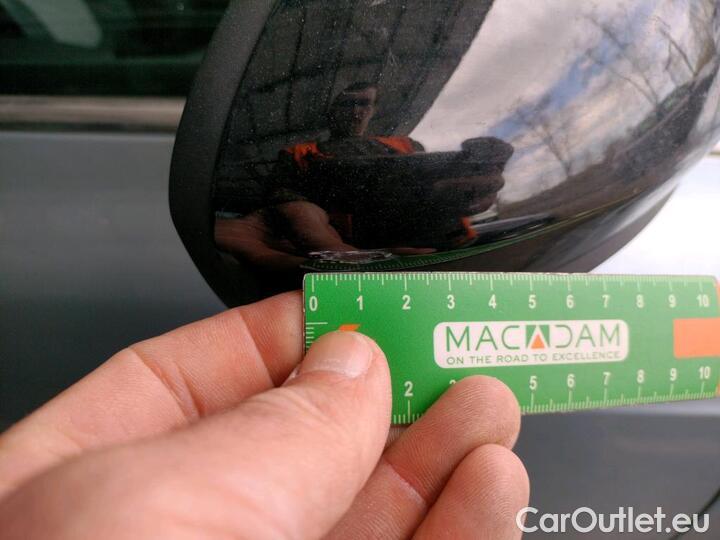 0 1 2 3 4 5 6 7 8 9 10
MACADAM
ON THE ROAD TO EXCELLENCE
2 3 5 6 7 8 9 10
CarOutlet.eu